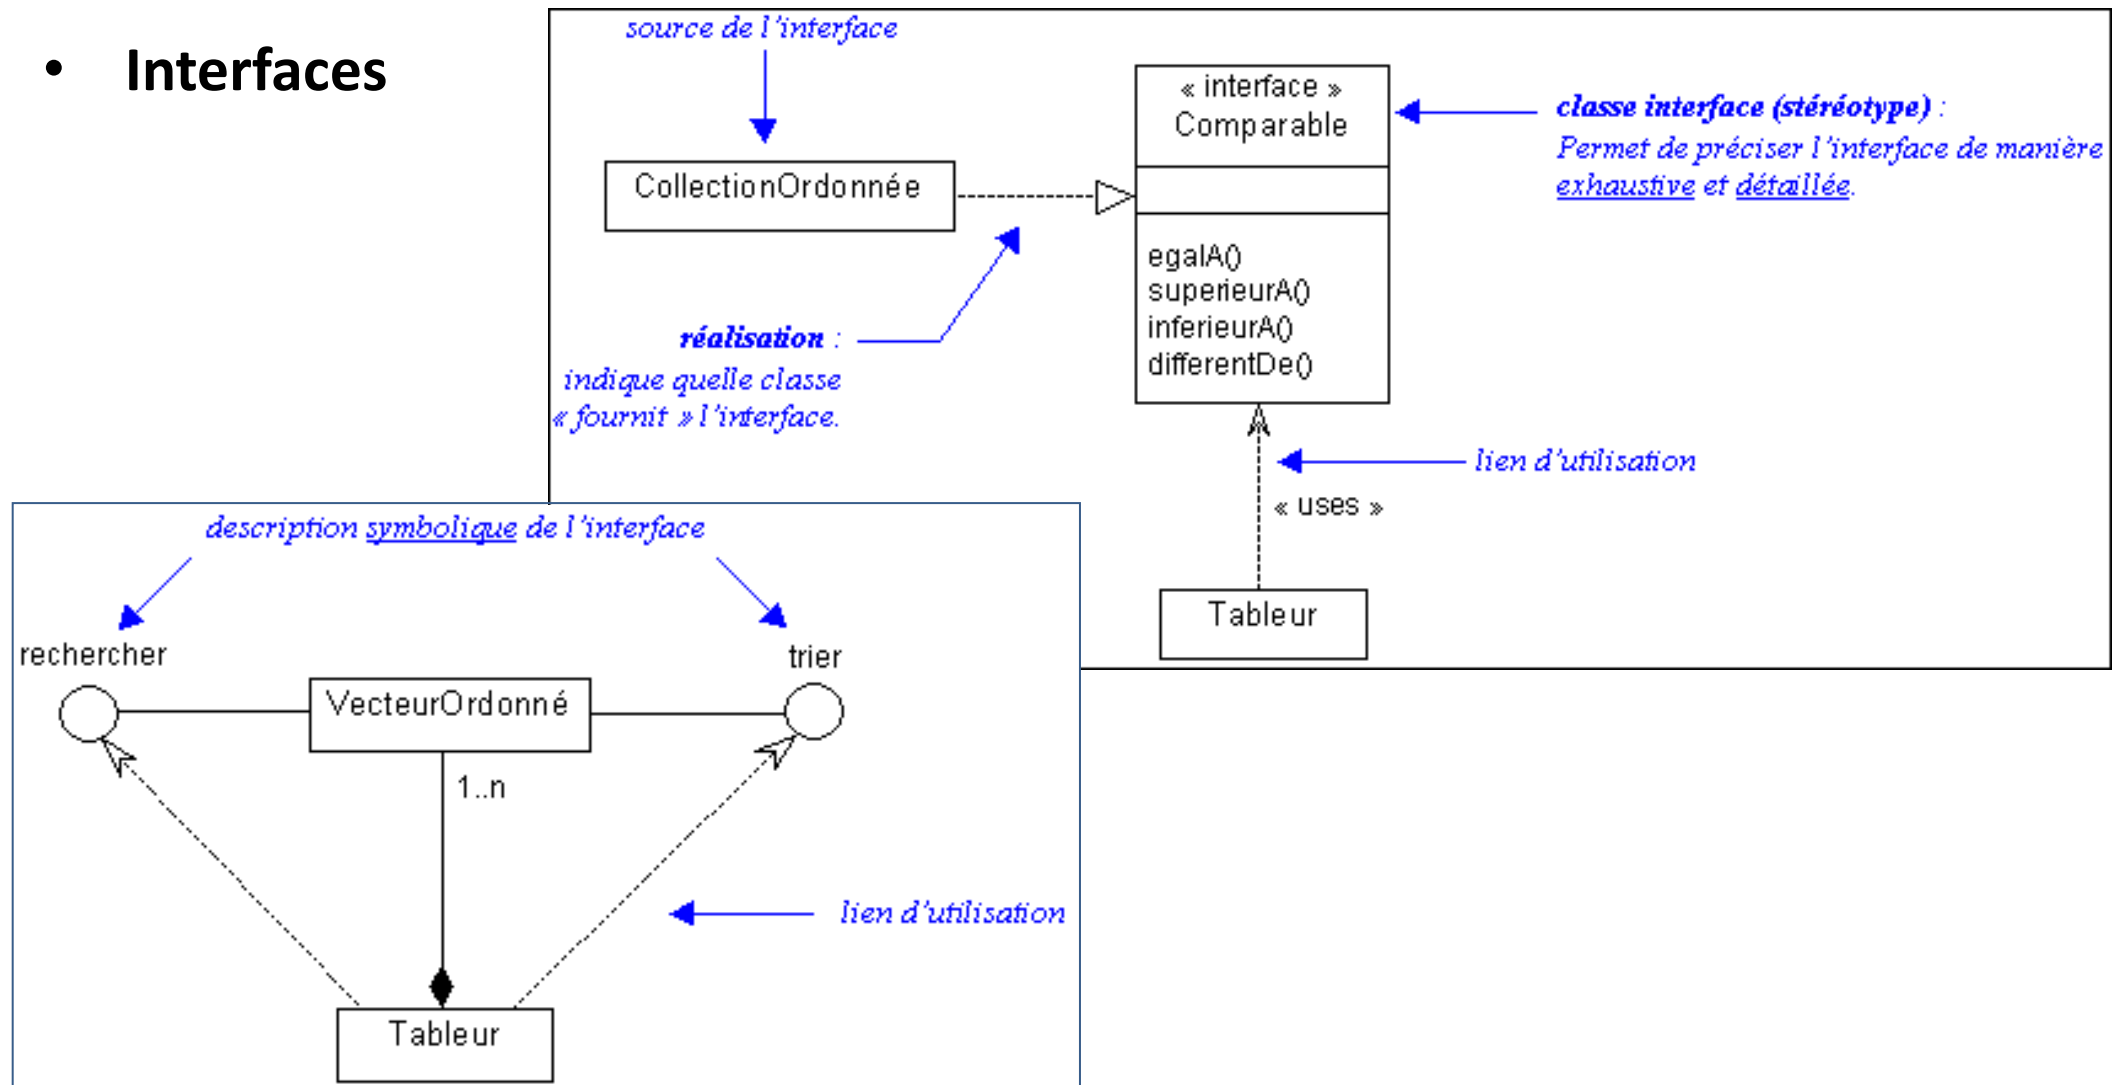 • Interfaces
source de l'interface
« interface »
Comparable
classe interface (stéréotype) :
Permet de préciser l'interface de manière
exhaustive et détaillée.
CollectionOrdonnée
egalA()
superieurA()
inferieurA()
differentDe()
réalisation :
indique quelle classe
« fournit » l'interface.
lien d'utilisation
« uses »
Tableur
description symbolique de l'interface
rechercher
trier
VecteurOrdonné
1..n
lien d'utilisation
Tableur